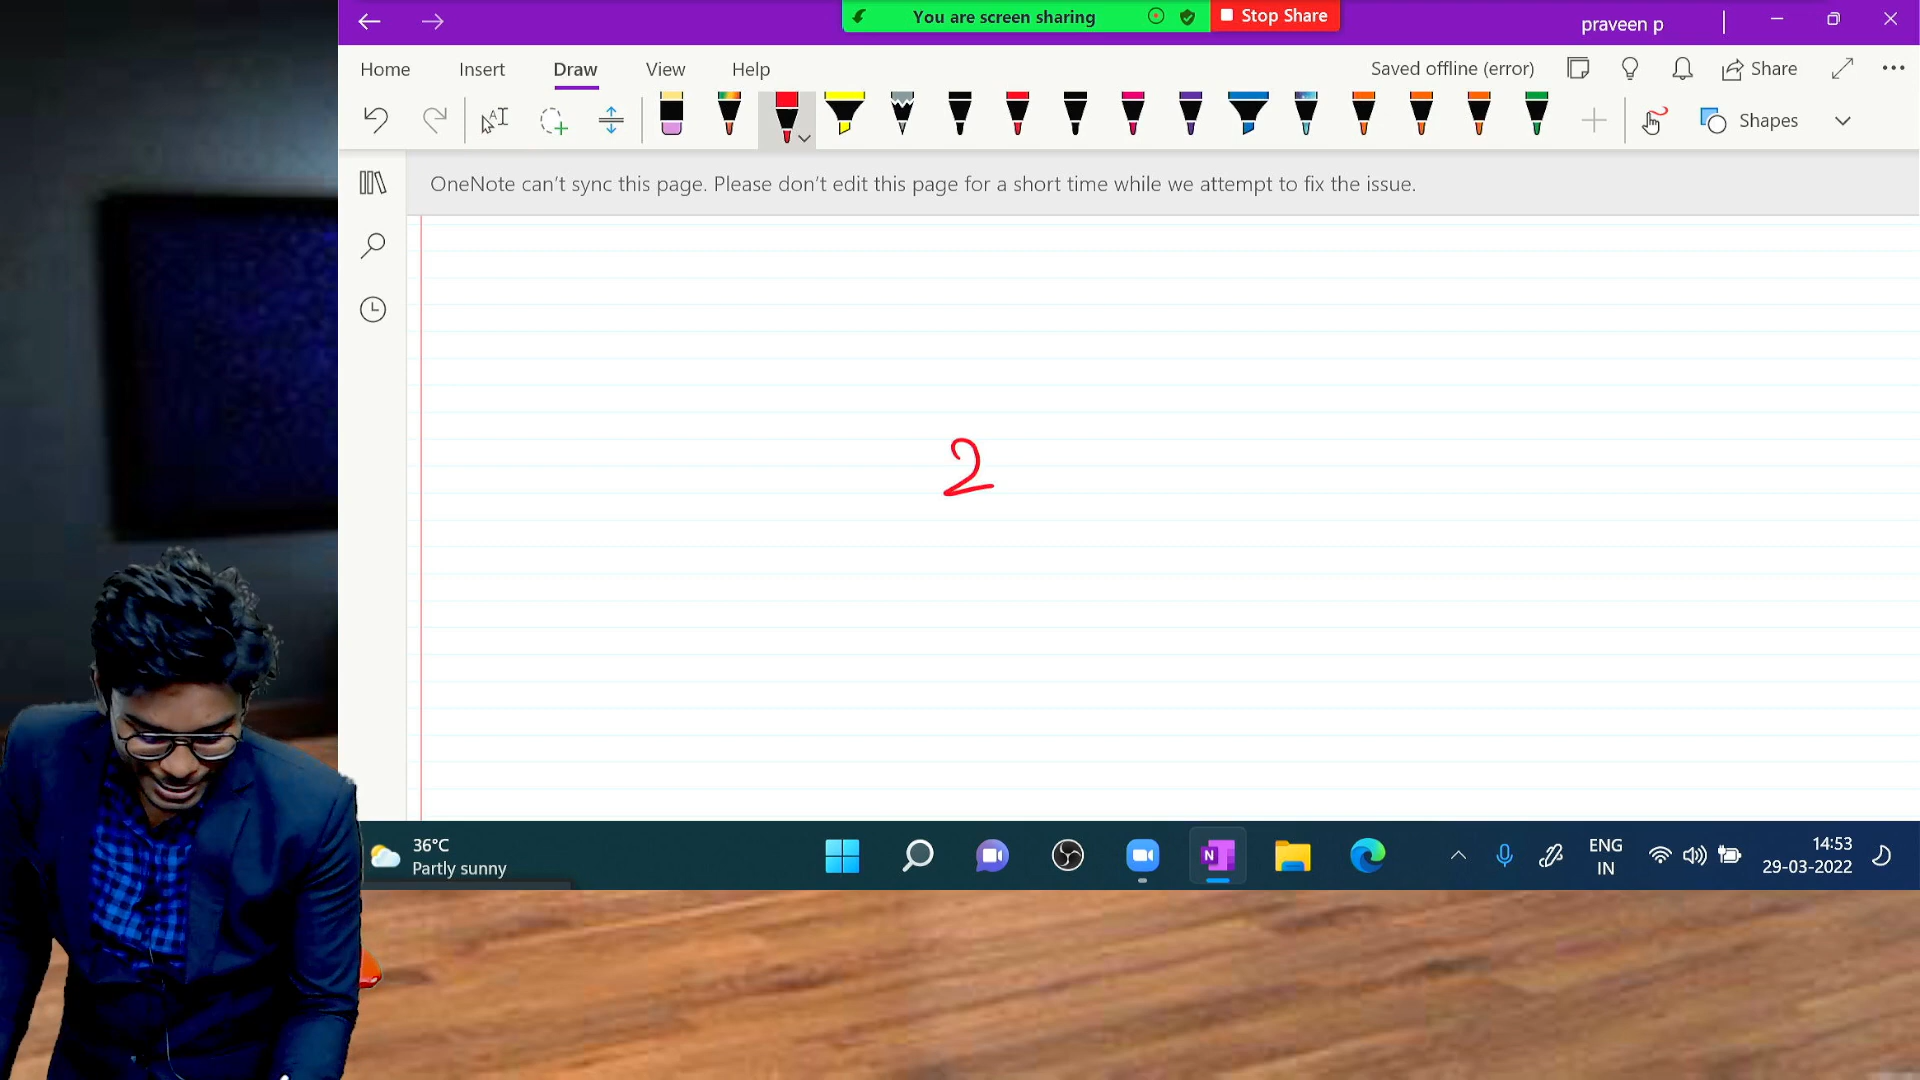 You are screen sharing Stop Share praveen p
Home Insert Draw View Help Saved offline (error) Share
Shapes
OneNote can't sync this page. Please don't edit this page for a short time while we attempt to fix the issue.
2
36°C
Partly sunny
ENG
IN
14:53
29-03-2022